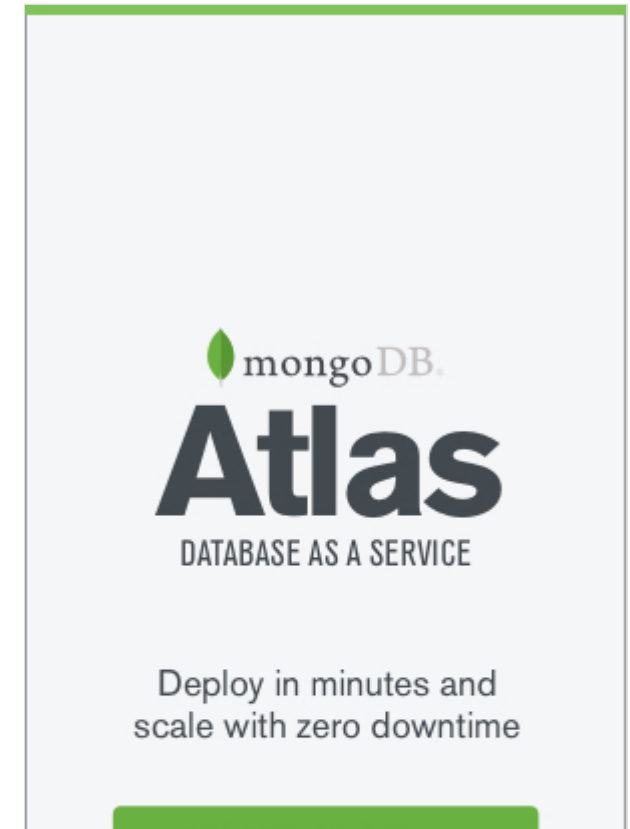 mongoDB.
Atlas
DATABASE AS A SERVICE
Deploy in minutes and
scale with zero downtime